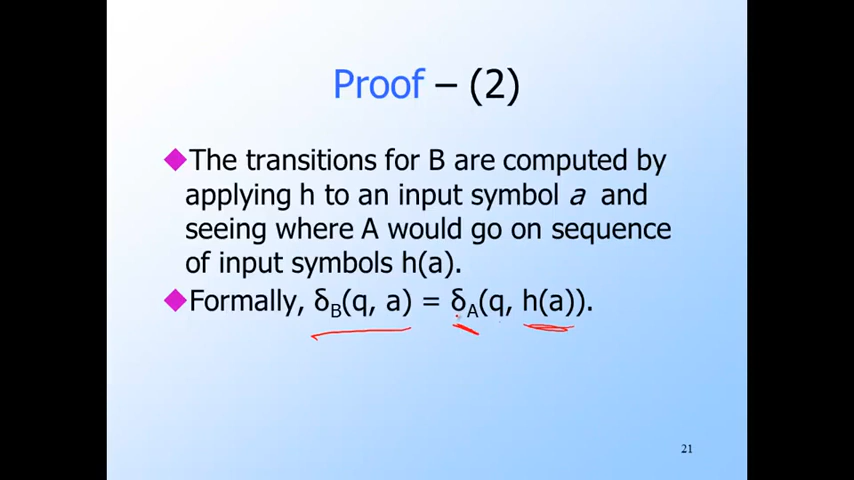 Proof – (2)
◆The transitions for B are computed by
applying h to an input symbol a and
seeing where A would go on sequence
of input symbols h(a).
◆Formally, δB(q, a) = δA(q, h(a)).
21